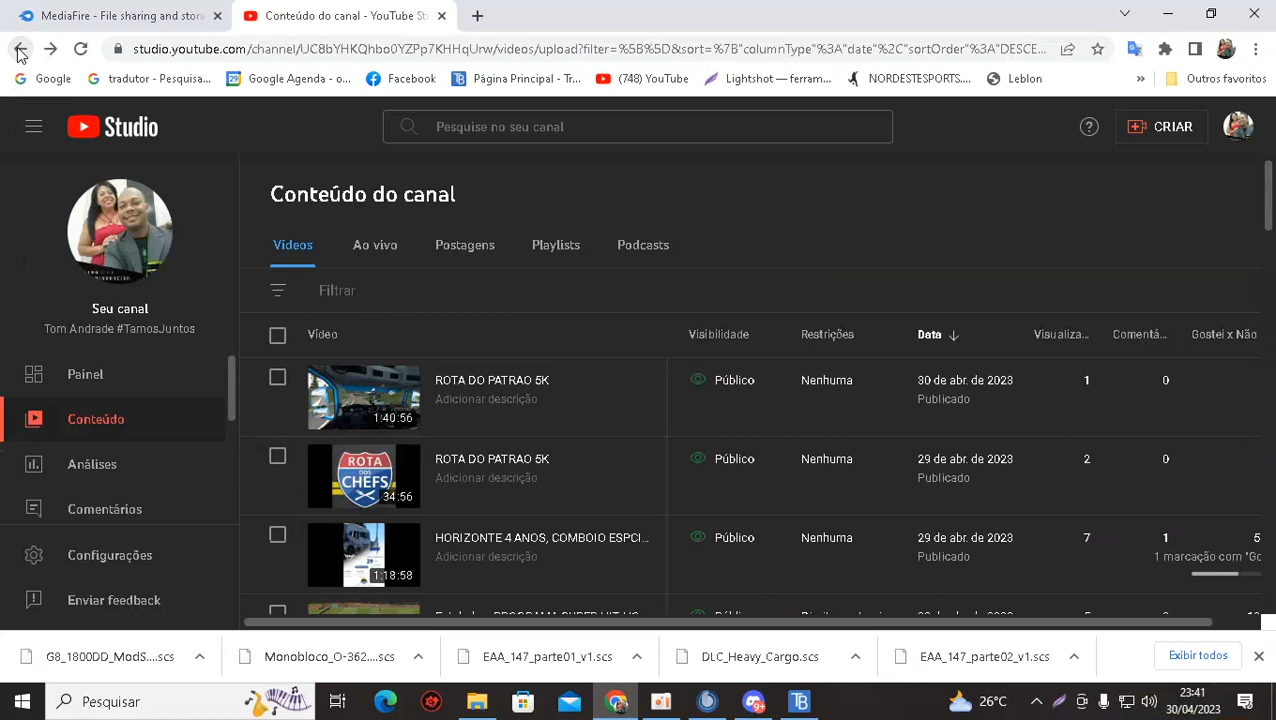 MediaFire - File sharing and stora
Conteúdo do canal - YouTube St
studio.youtube.com/channel/UC8bYHKQhbo0YZPp7KHHqUrw/videos/upload?filter=%5B%5D&sort=%7B"columnType"%3A"date"%2C"sortOrder"%3A"DESCE...
Google
tradutor - Pesquisa...
Google Agenda - o...
Facebook
Página Principal - Tr...
(748) YouTube
Lightshot — ferram...
NORDESTESPORTS....
Leblon
»
Outros favoritos
Studio
Pesquise no seu canal
CRIAR
Conteúdo do canal
Vídeos
Ao vivo
Postagens
Playlists
Podcasts
Filtrar
Seu canal
Tom Andrade #TamosJuntos
Painel
Conteúdo
Análises
Comentários
Configurações
Enviar feedback
Vídeo
Visibilidade
Restrições
Data
Visualiza...
Comentá...
Gostei x Não
ROTA DO PATRAO 5K
Adicionar descrição
1:40:56
Público
Nenhuma
30 de abr. de 2023
Publicado
1
0
ROTA DO PATRAO 5K
Adicionar descrição
ROTA
DOS
CHEFS
34:56
Público
Nenhuma
29 de abr. de 2023
Publicado
2
0
HORIZONTE 4 ANOS, COMBOIO ESPCI...
Adicionar descrição
29
1:18:58
Público
Nenhuma
29 de abr. de 2023
Publicado
7
1
5
1 marcação com "Go
G8_1800DD_ModS....scs
Monobloco_O-362....scs
EAA_147_parte01_v1.scs
DLC_Heavy_Cargo.scs
EAA_147_parte02_v1.scs
Exibir todos
Pesquisar
26°C
23:41
30/04/2023